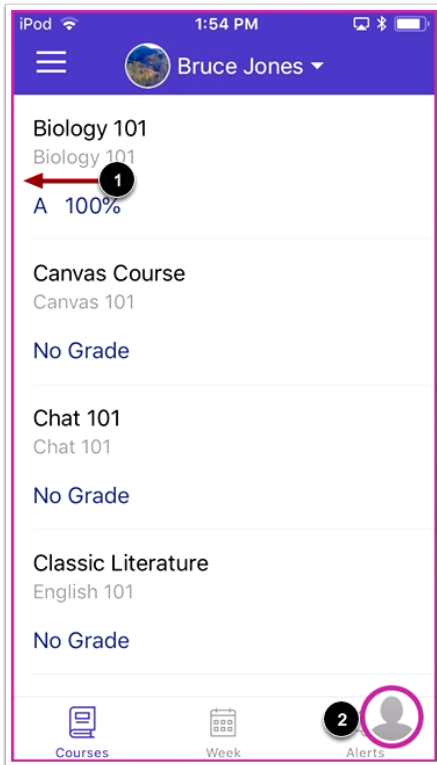 iPod 1:54 PM
Bruce Jones
Biology 101
Biology 101
1
A 100%
Canvas Course
Canvas 101
No Grade
Chat 101
Chat 101
No Grade
Classic Literature
English 101
No Grade
2
Courses Week Alerts